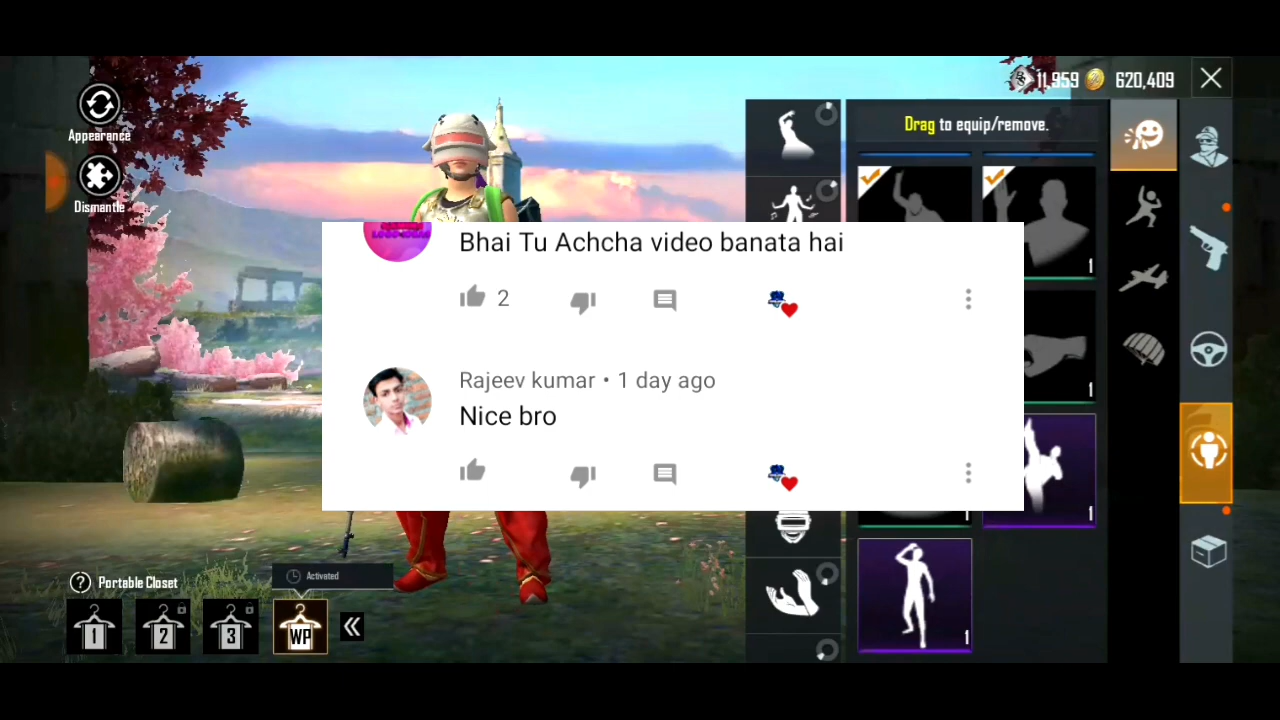 11,959
620,409
Appearance
Drag to equip/remove.
Dismantle
Bhai Tu Achcha video banata hai
2
1
Rajeev kumar • 1 day ago
Nice bro
1
1
1
? Portable Closet
Activated
1
1 2 3 WP